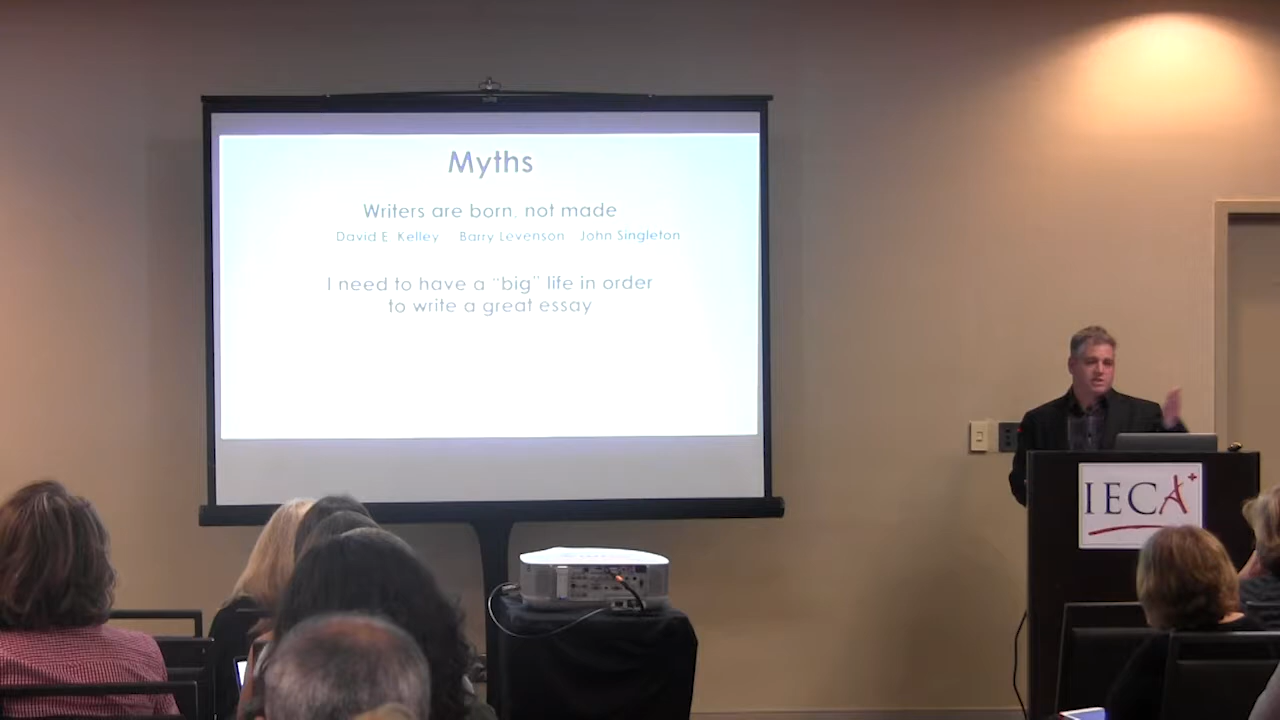 Myths
Writers are born, not made
David E. Kelley Barry Levenson John Singleton
I need to have a "big" life in order
to write a great essay
IECA+